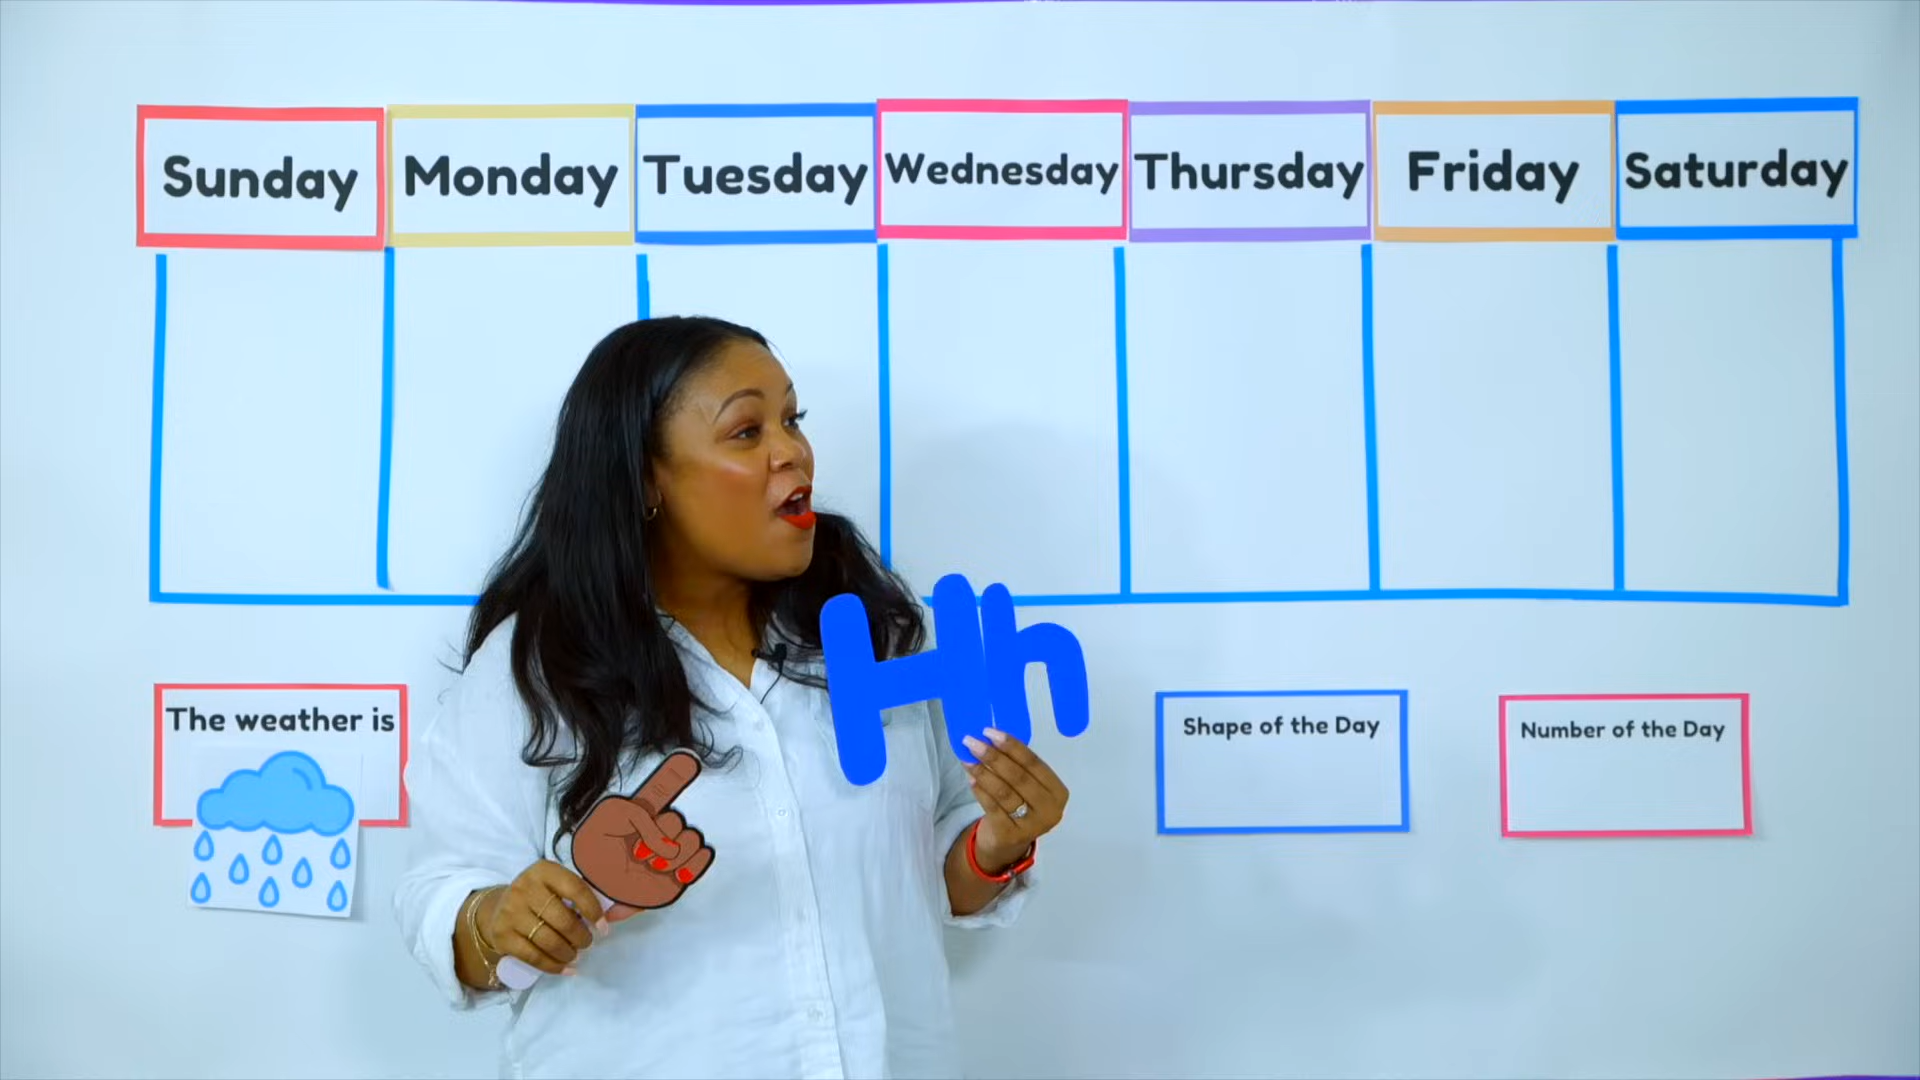 Sunday Monday Tuesday Wednesday Thursday Friday Saturday
Hh
The weather is
Shape of the Day
Number of the Day